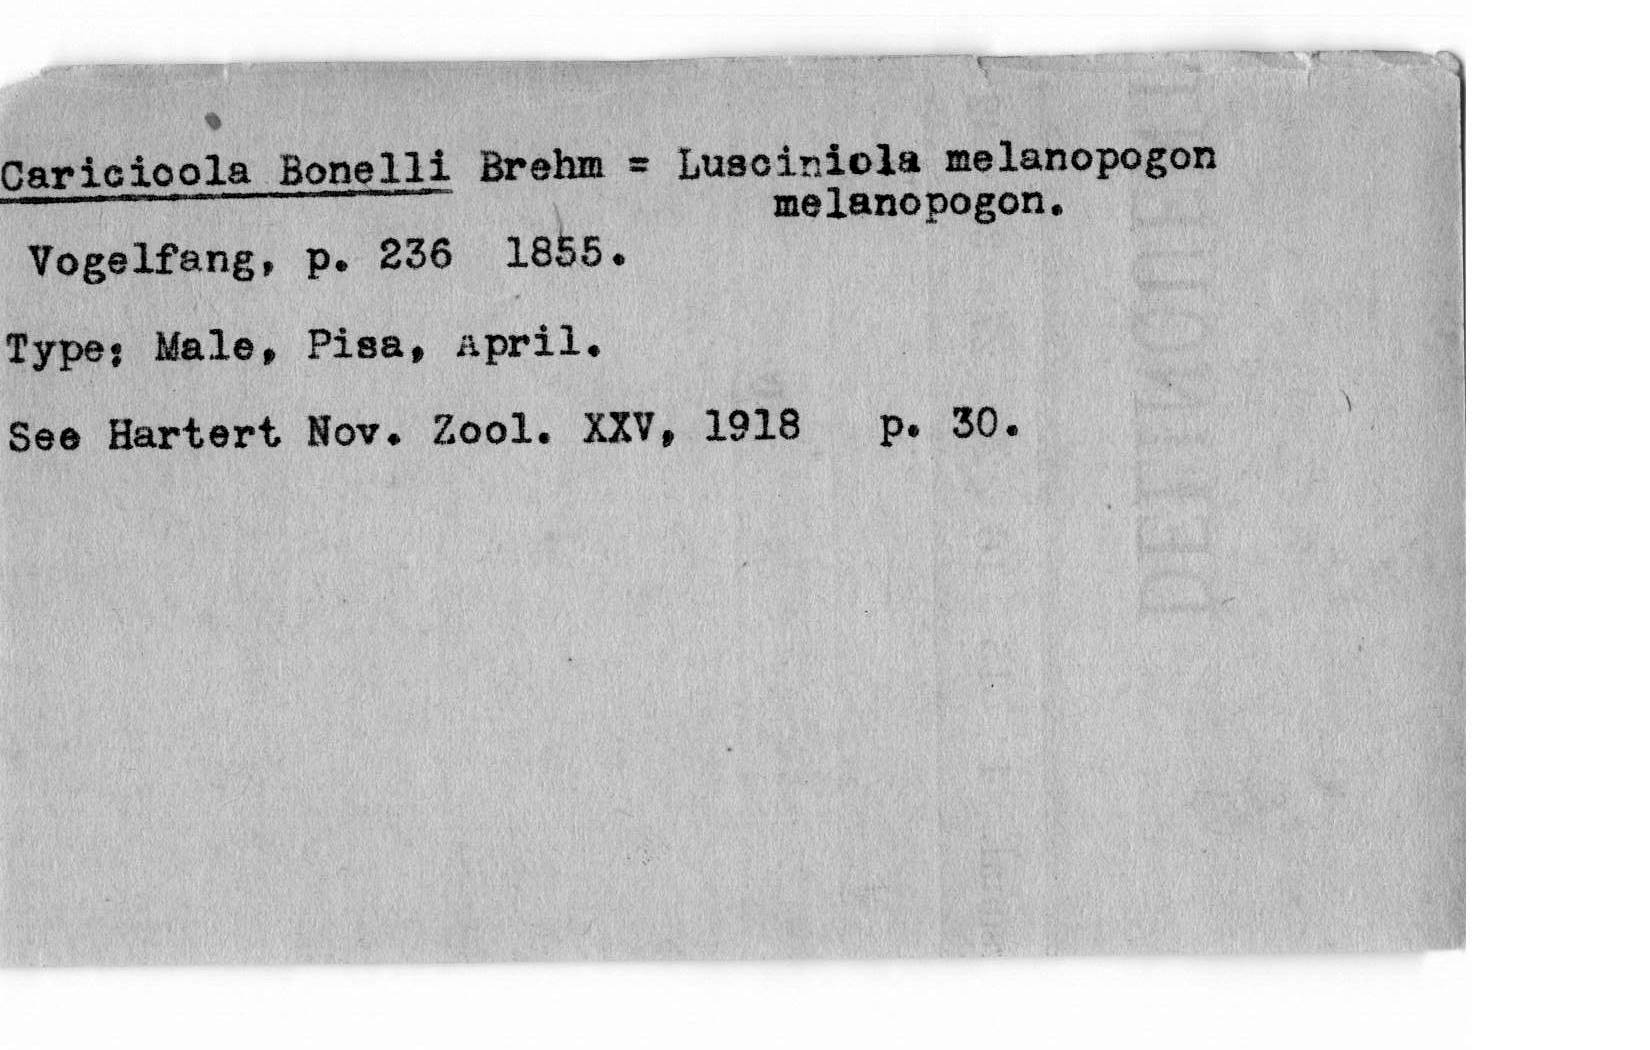 Caricicola Bonelli Brehm = Lusciniola melanopogon
melanopogon.
Vogelfang, p. 236 1855.
Type; Male, Pisa, April.
See Hartert Nov. Zool. XXV, 1918 p. 30.